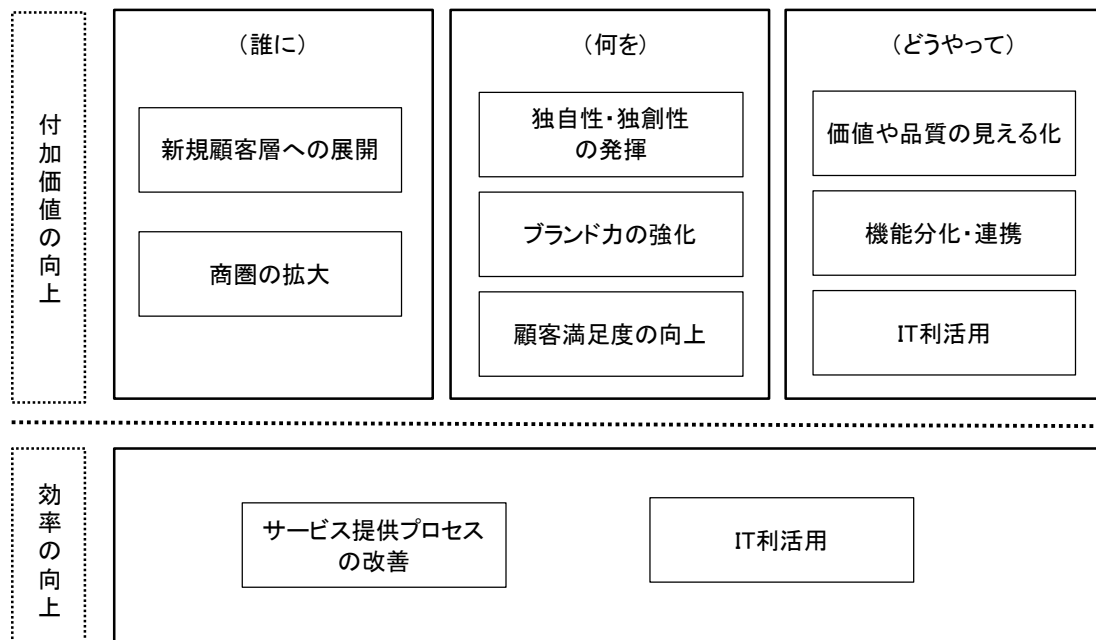 付加価値の向上
（誰に）
新規顧客層への展開
商圏の拡大
（何を）
独自性・独創性
の発揮
ブランド力の強化
顧客満足度の向上
（どうやって）
価値や品質の見える化
機能分化・連携
IT利活用
効率の向上
サービス提供プロセス
の改善
IT利活用